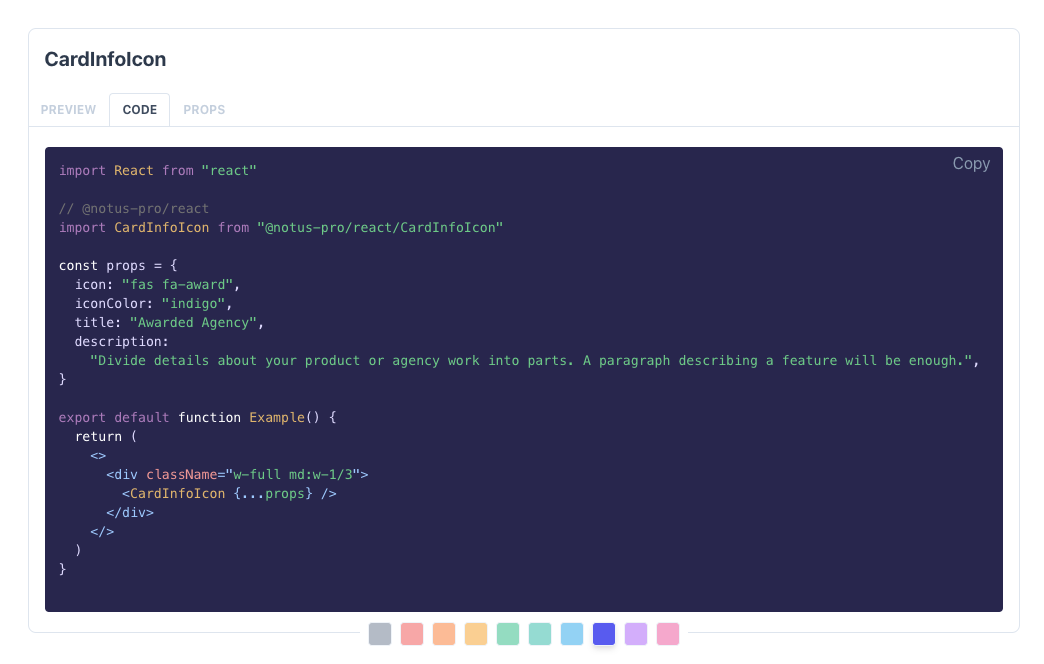 CardInfoIcon
PREVIEW CODE PROPS
Copy
import React from "react"
// @notus-pro/react
import CardInfoIcon from "@notus-pro/react/CardInfoIcon"
const props = {
  icon: "fas fa-award",
  iconColor: "indigo",
  title: "Awarded Agency",
  description:
    "Divide details about your product or agency work into parts. A paragraph describing a feature will be enough.",
}
export default function Example() {
  return (
    <>
      <div className="w-full md:w-1/3">
        <CardInfoIcon {...props} />
      </div>
    </>
  )
}